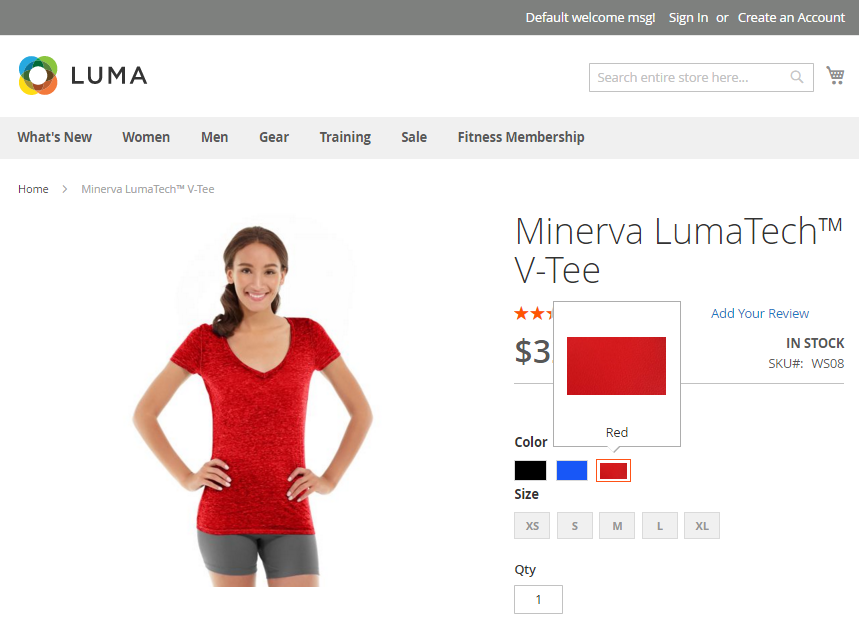 Default welcome msg! Sign In or Create an Account
LUMA
Search entire store here...
What's New Women Men Gear Training Sale Fitness Membership
Home > Minerva LumaTech™ V-Tee
Minerva LumaTech™
V-Tee
Add Your Review
$3
IN STOCK
SKU#: WS08
Red
Color
Size
XS S M L XL
Qty
1